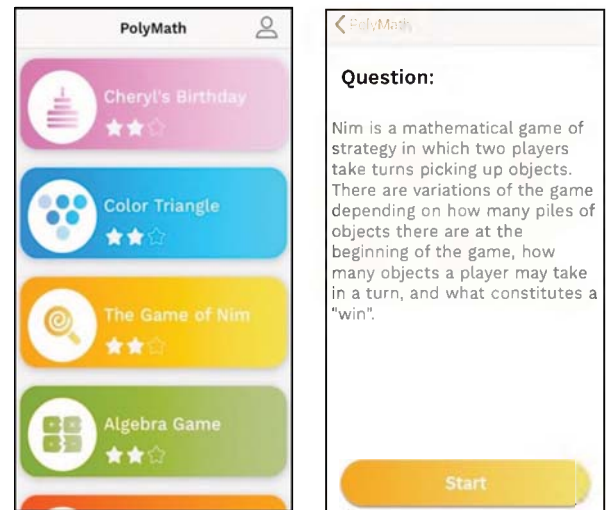 PolyMath
Cheryl's Birthday
Color Triangle
The Game of Nim
Algebra Game
PolyMath
Question:
Nim is a mathematical game of
strategy in which two players
take turns picking up objects.
There are variations of the game
depending on how many piles of
objects there are at the
beginning of the game, how
many objects a player may take
in a turn, and what constitutes a
"win".
Start